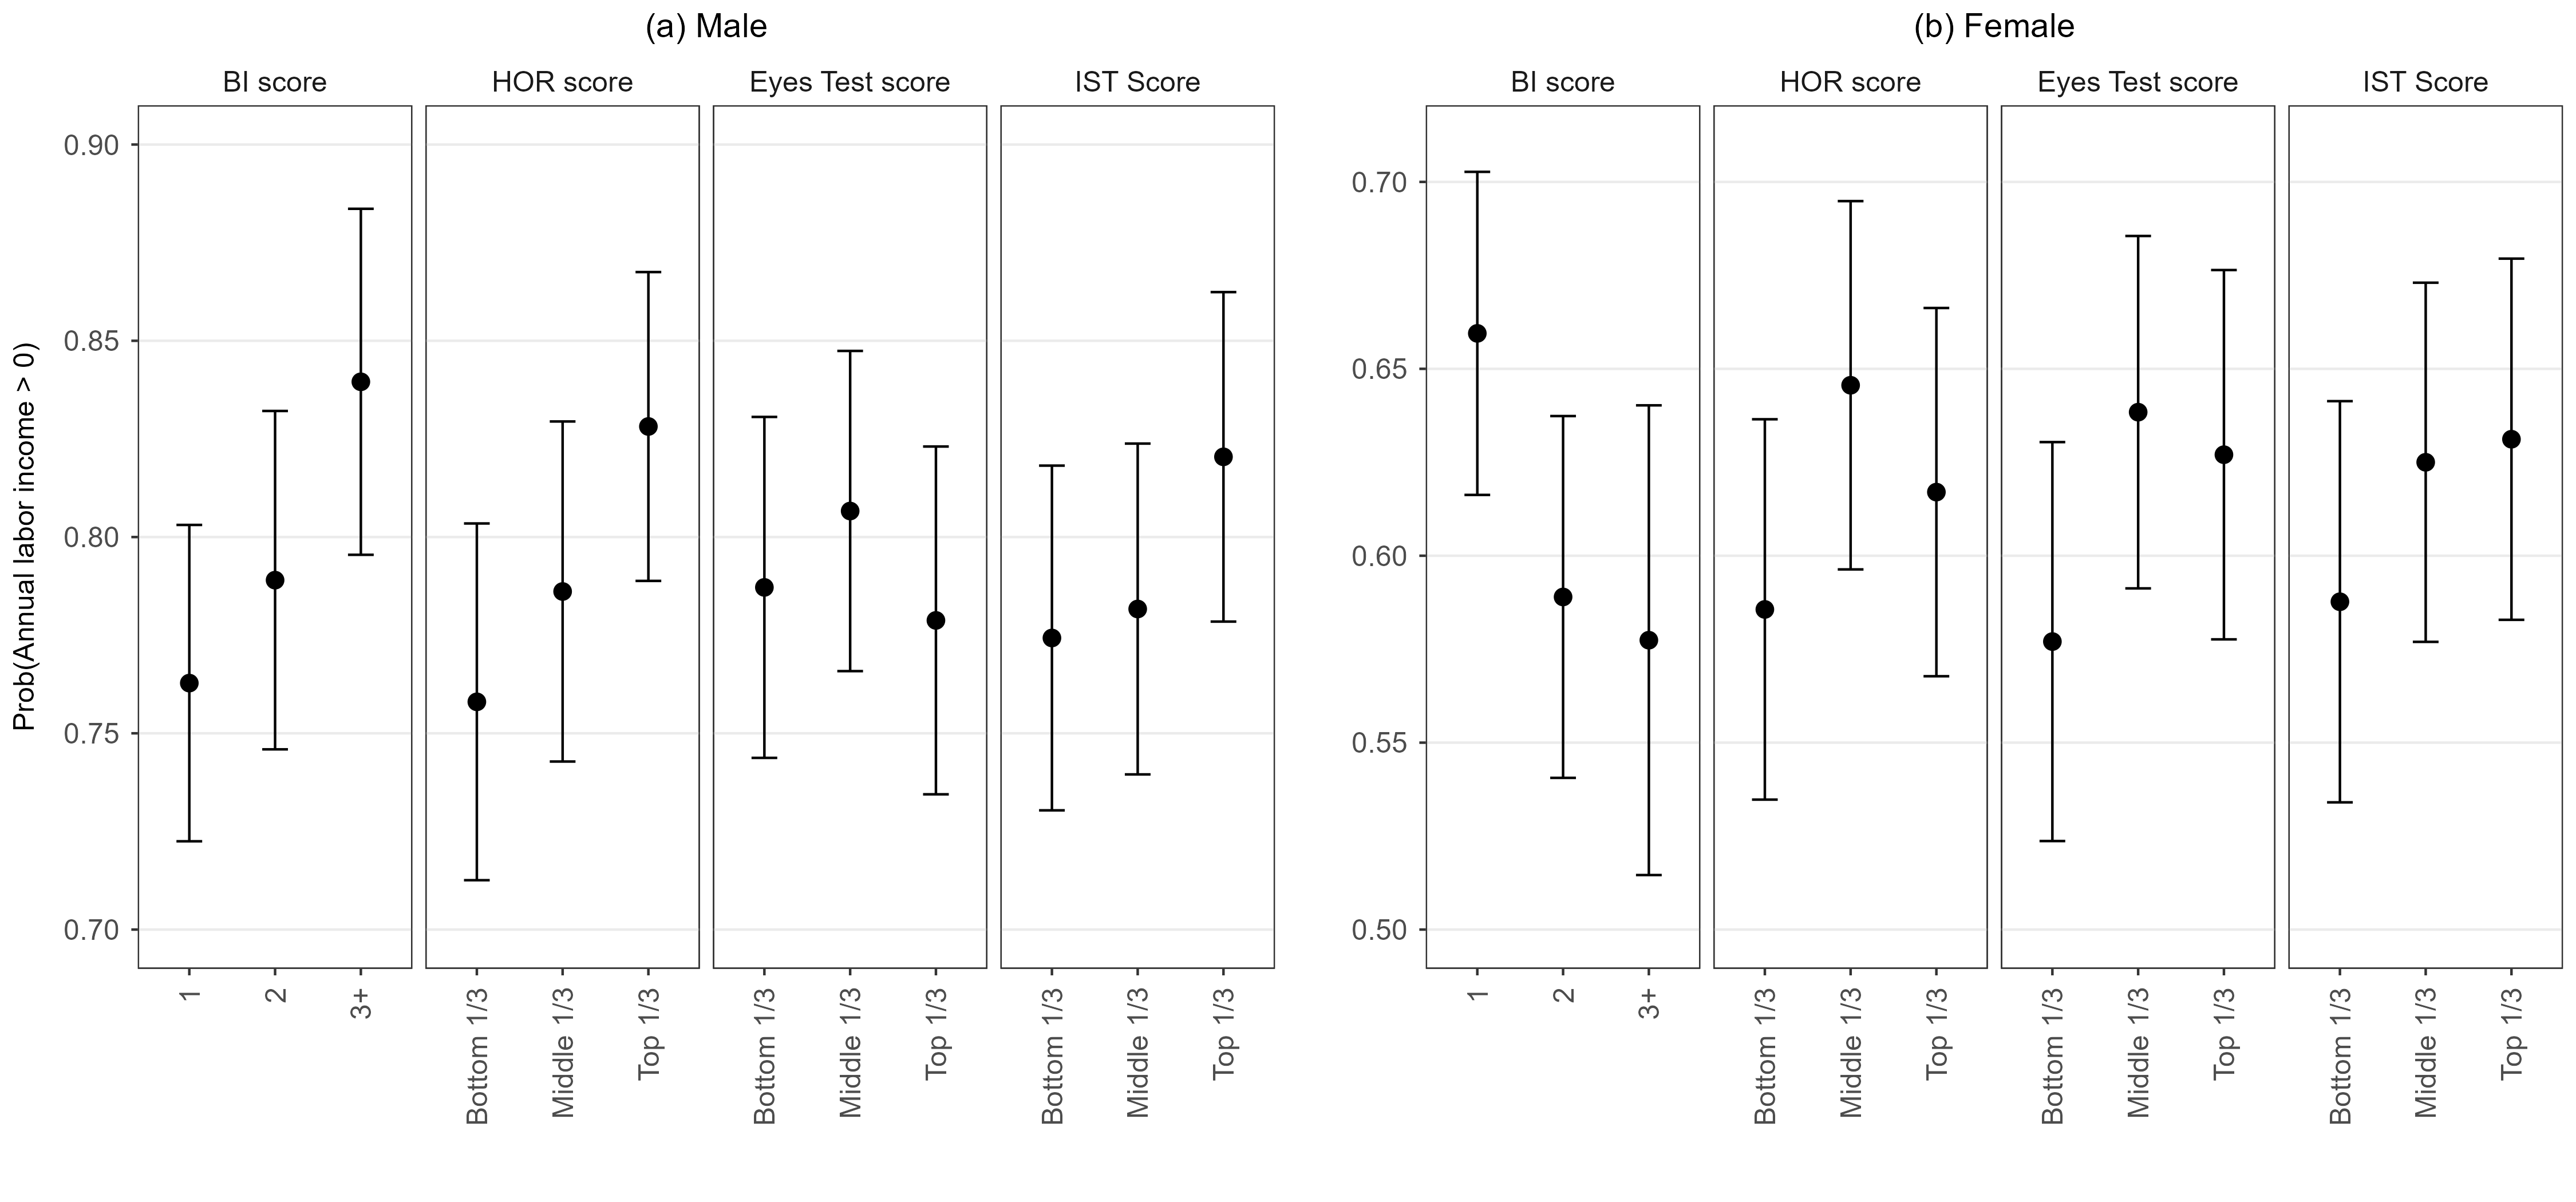 (a) Male
BI score
HOR score
Eyes Test score
IST Score
Prob(Annual labor income > 0)
0.90
0.85
0.80
0.75
0.70
1
2
3+
Bottom 1/3
Middle 1/3
Top 1/3
Bottom 1/3
Middle 1/3
Top 1/3
Bottom 1/3
Middle 1/3
Top 1/3
(b) Female
BI score
HOR score
Eyes Test score
IST Score
0.70
0.65
0.60
0.55
0.50
1
2
3+
Bottom 1/3
Middle 1/3
Top 1/3
Bottom 1/3
Middle 1/3
Top 1/3
Bottom 1/3
Middle 1/3
Top 1/3